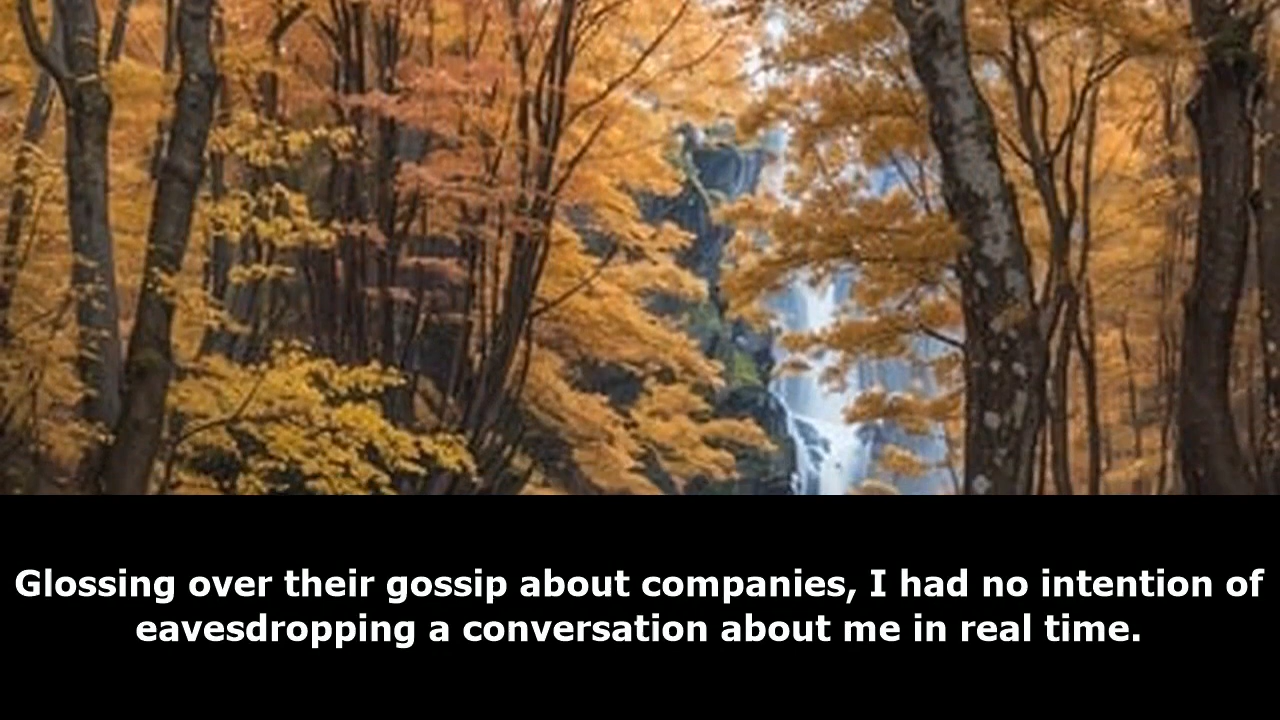 Glossing over their gossip about companies, I had no intention of
eavesdropping a conversation about me in real time.